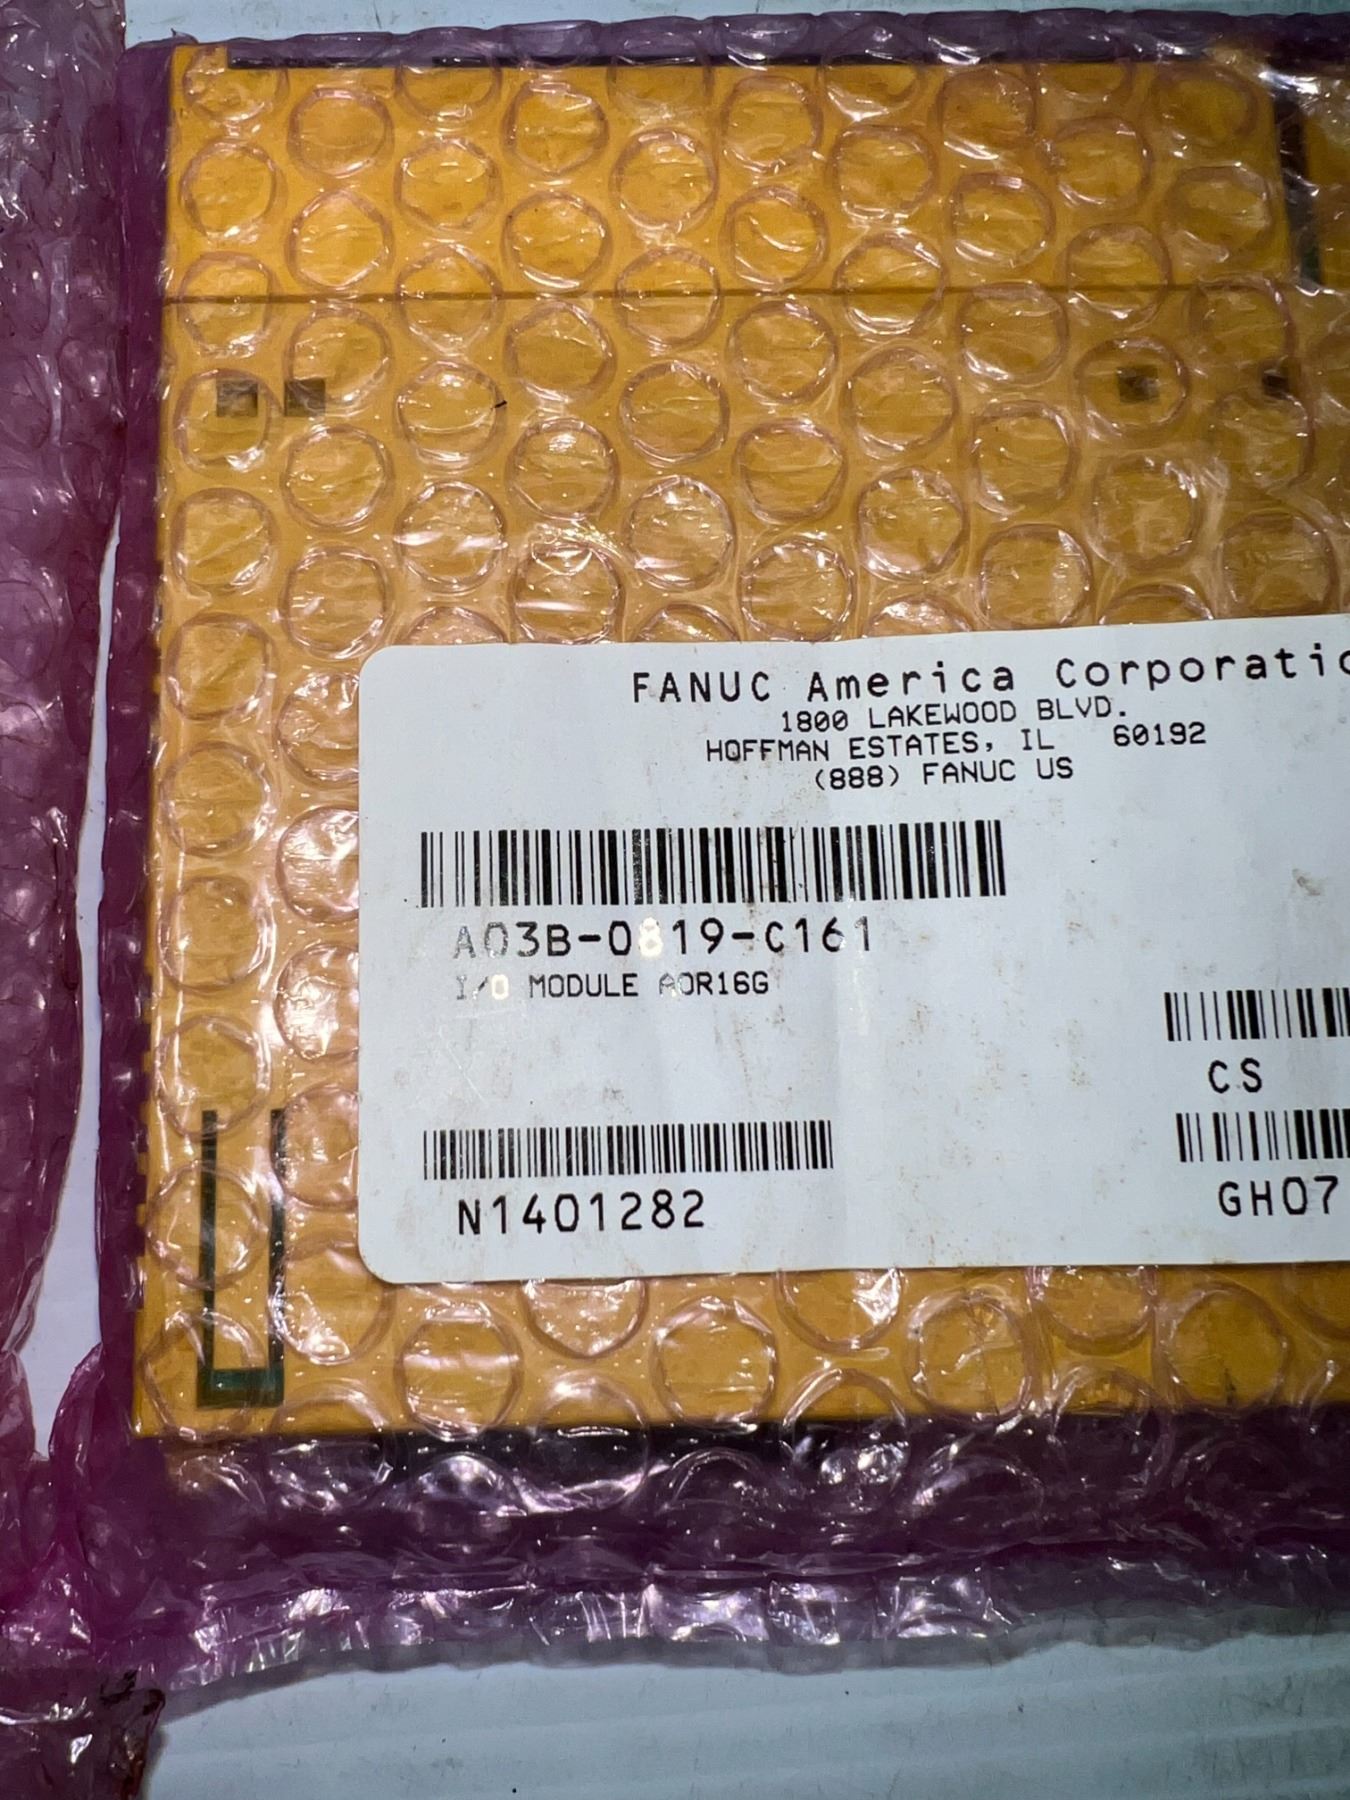 FANUC America Corporatio
1800 LAKEWOOD BLVD.
HOFFMAN ESTATES, IL 60192
(888) FANUC US
A03B-0819-C161
I/O MODULE AOR16G
CS
N1401282
GH07